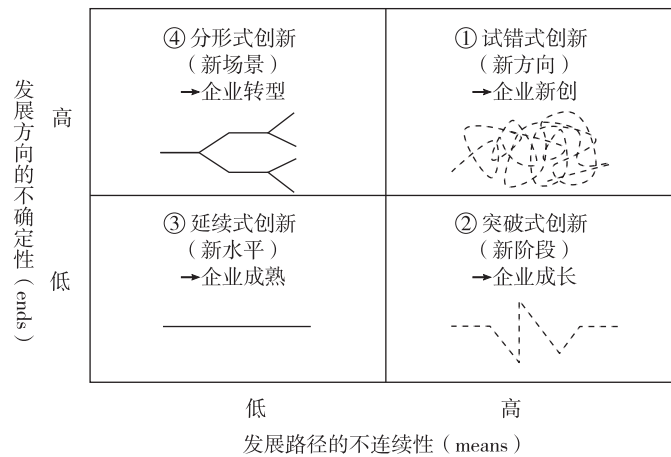 ④ 分形式创新
（新场景）
→企业转型
① 试错式创新
（新方向）
→企业新创
③ 延续式创新
（新水平）
→企业成熟
② 突破式创新
（新阶段）
→企业成长
发展方向的不确定性（ends）
高
低
低
高
发展路径的不连续性（means）